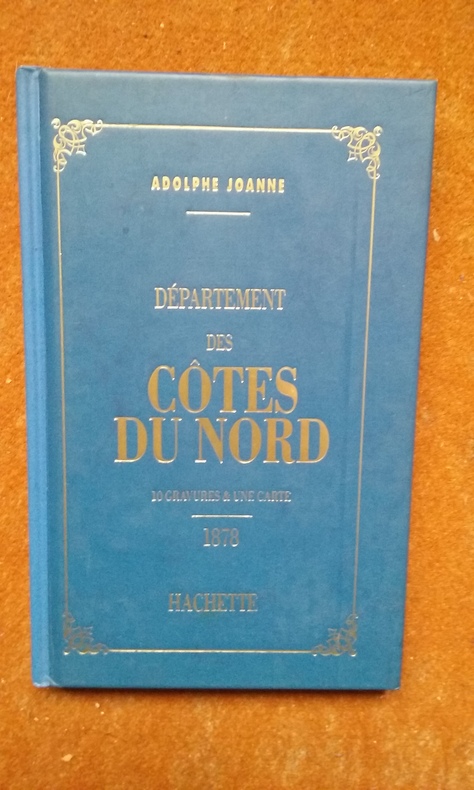 ADOLPHE JOANNE
DÉPARTEMENT
DES
CÔTES
DU NORD
10 GRAVURES & UNE CARTE
1878
HACHETTE